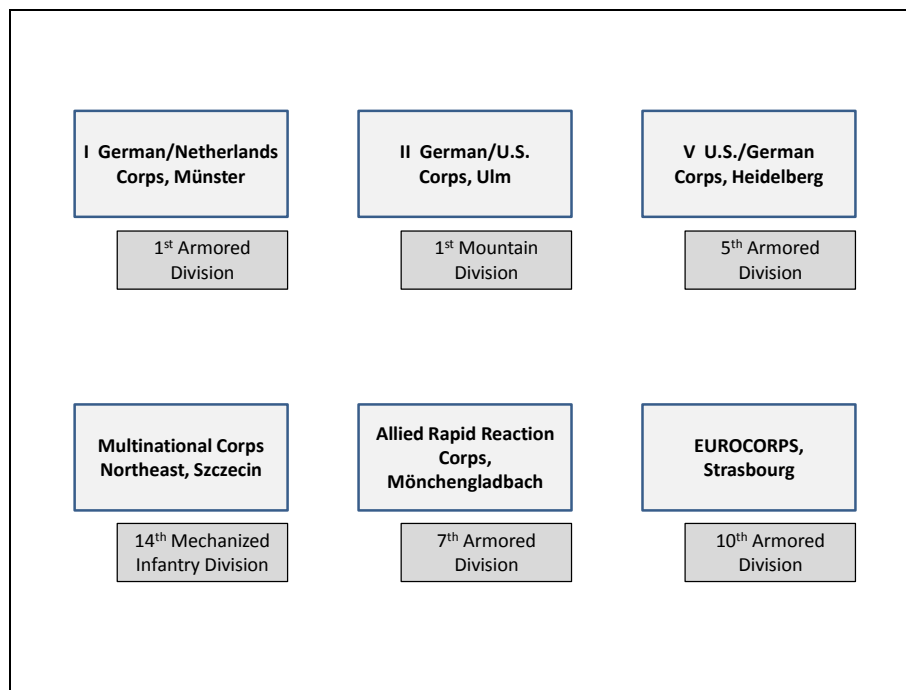 I German/Netherlands
Corps, Münster
1st Armored
Division
II German/U.S.
Corps, Ulm
1st Mountain
Division
V U.S./German
Corps, Heidelberg
5th Armored
Division
Multinational Corps
Northeast, Szczecin
14th Mechanized
Infantry Division
Allied Rapid Reaction
Corps,
Mönchengladbach
7th Armored
Division
EUROCORPS,
Strasbourg
10th Armored
Division